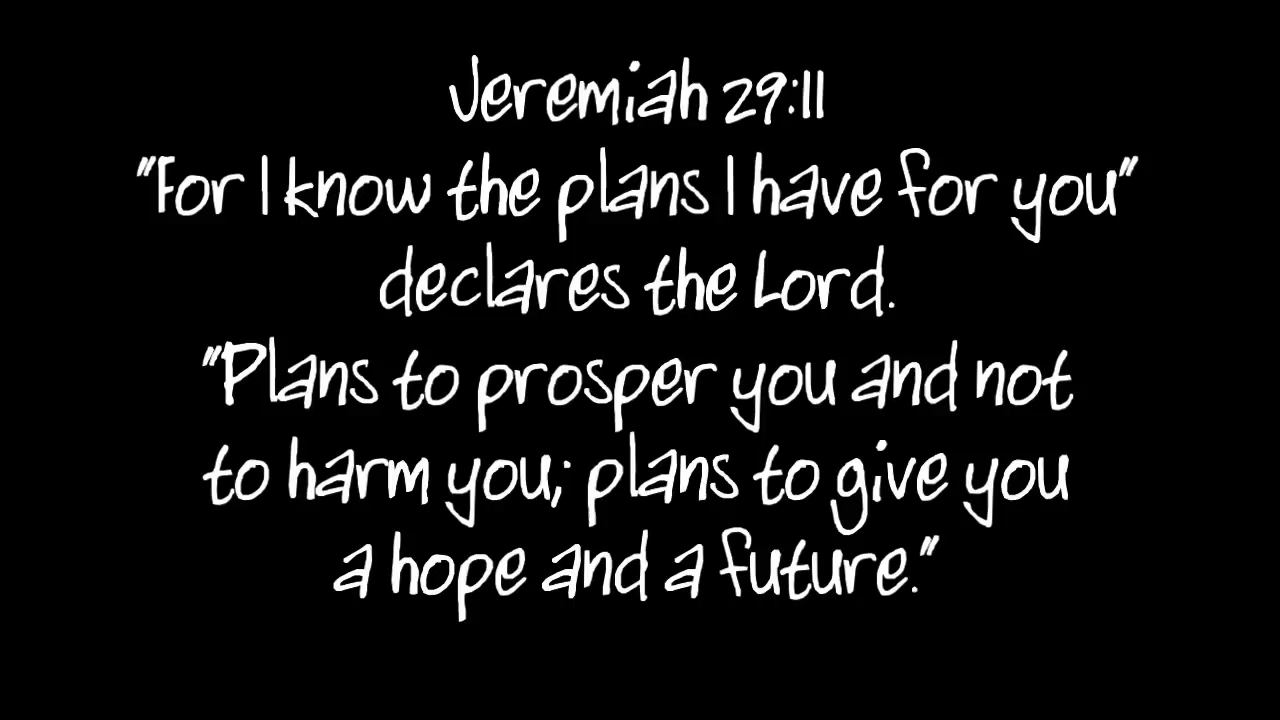 Jeremiah 29:11
"For I know the plans I have for you"
declares the Lord.
"Plans to prosper you and not
to harm you; plans to give you
a hope and a future."